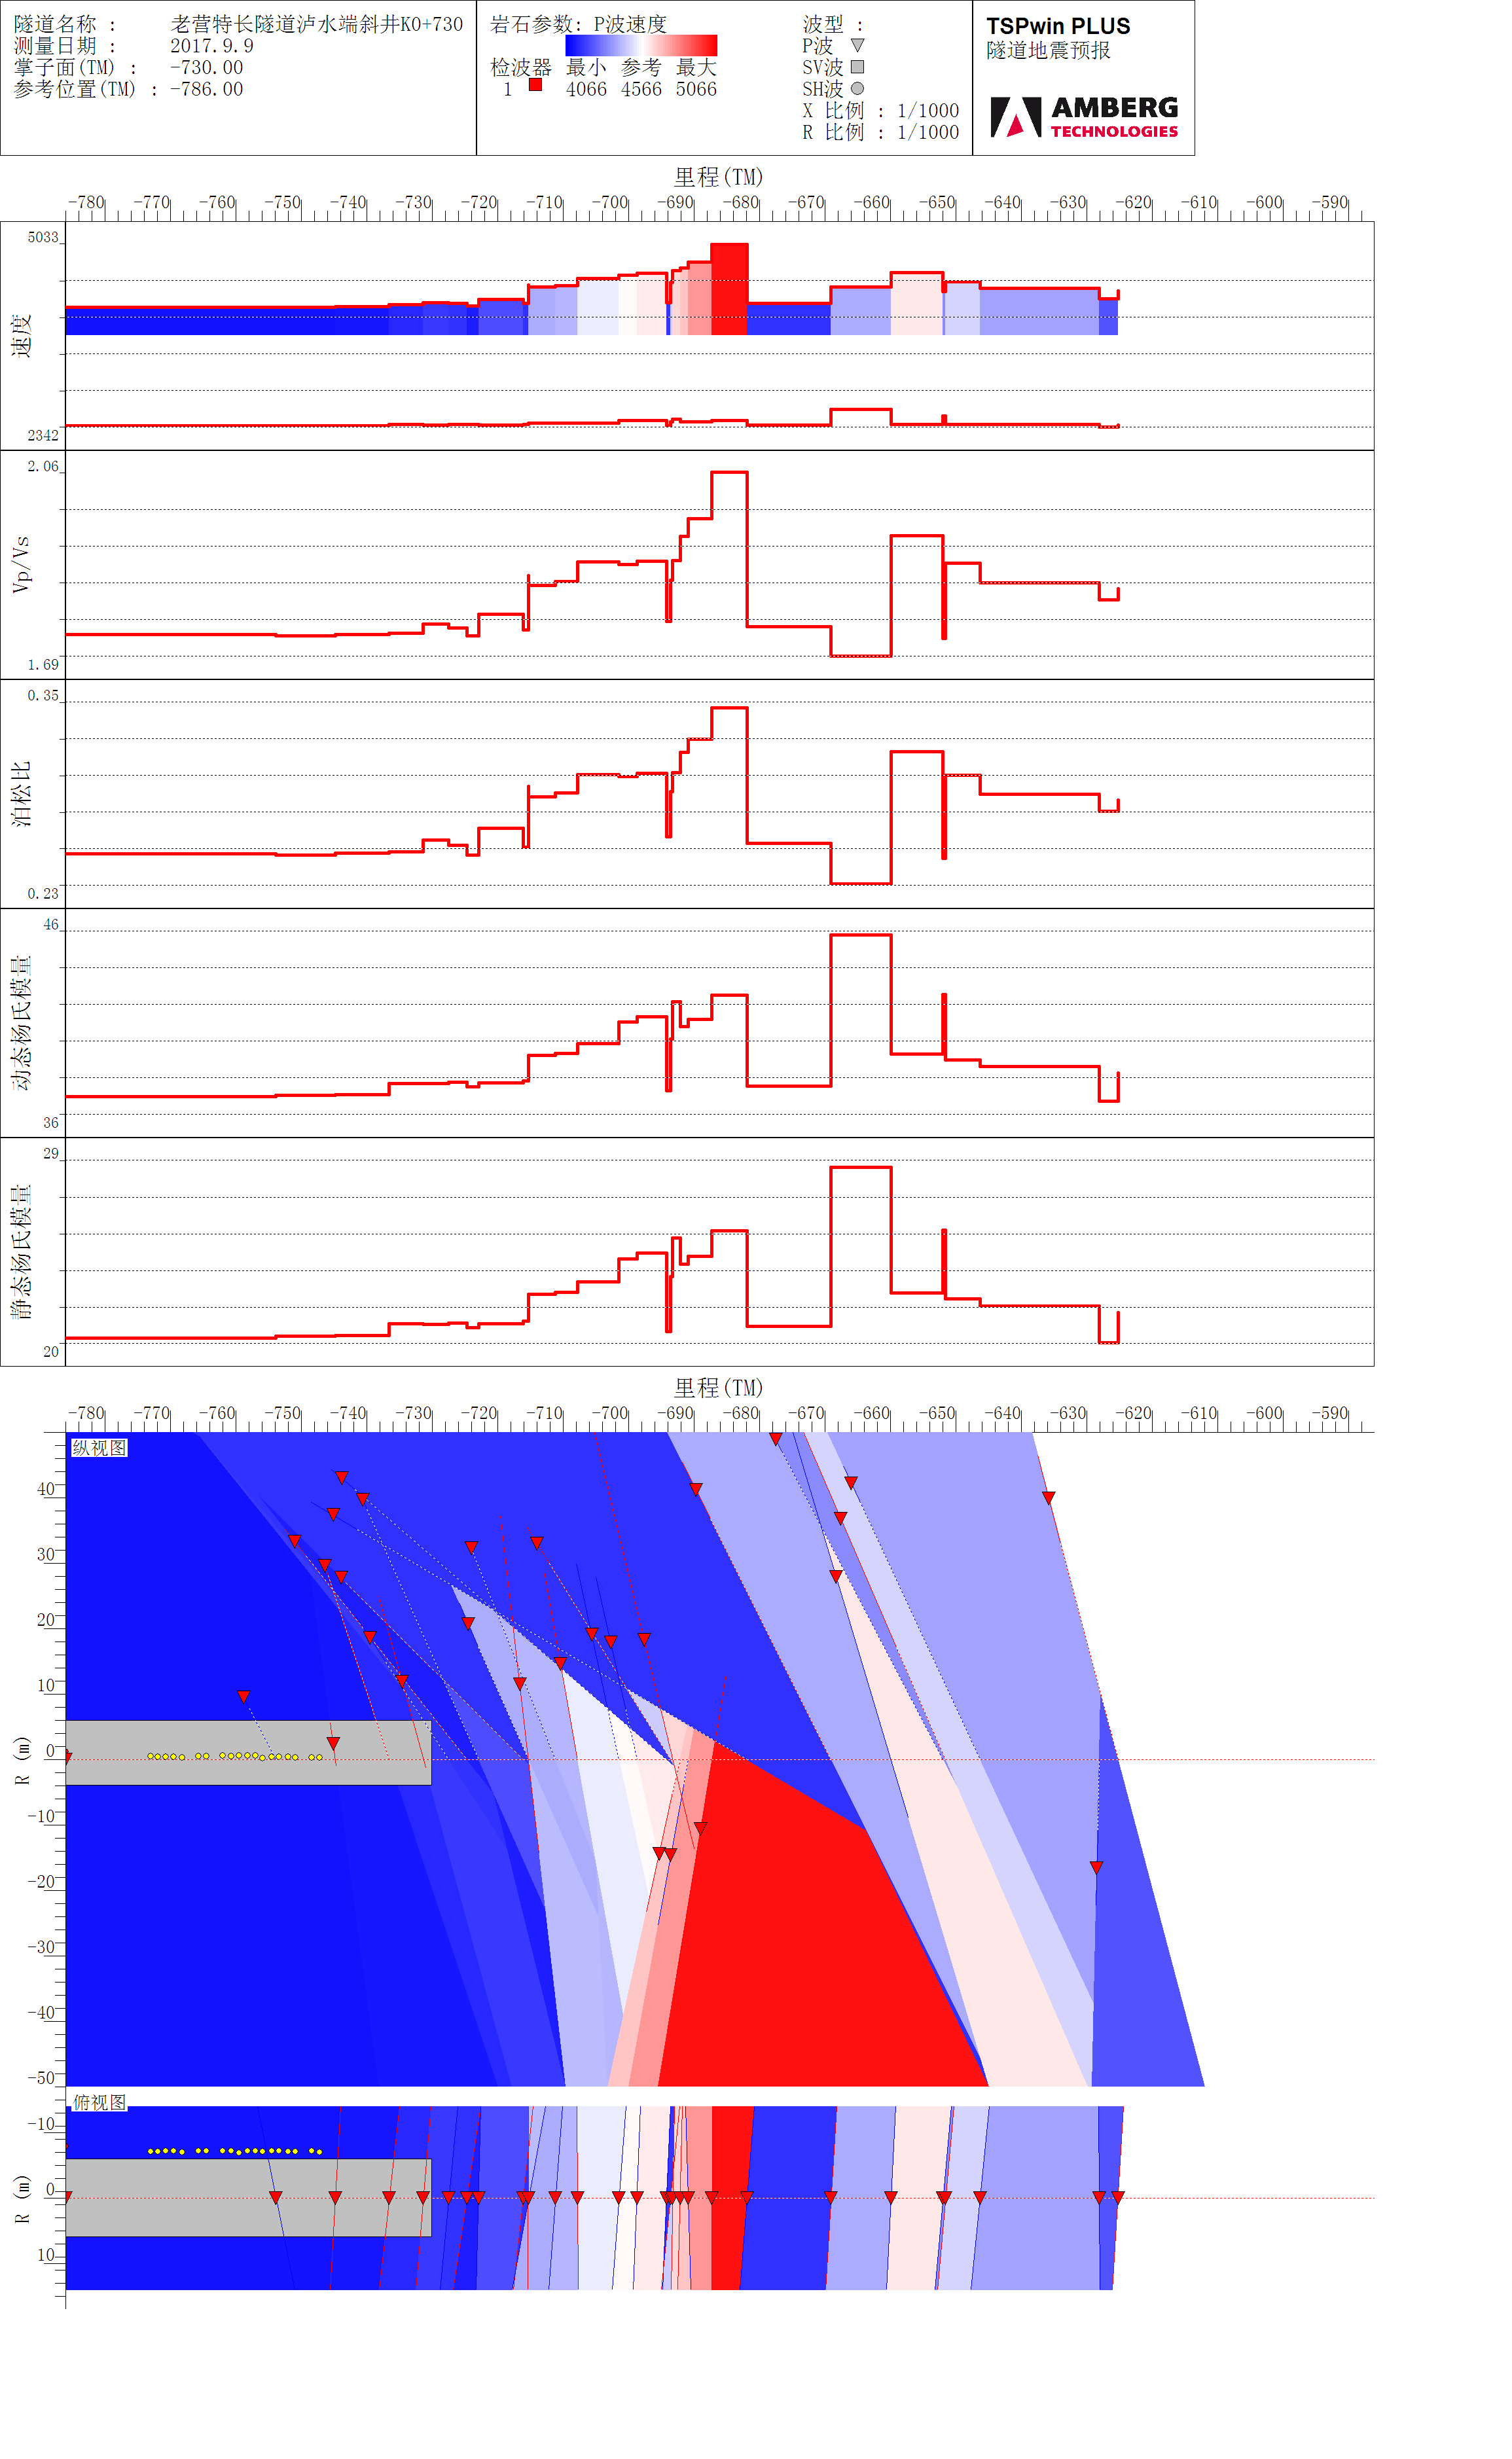 隧道名称 : 老营特长隧道泸水端斜井K0+730
测量日期 : 2017.9.9
掌子面(TM) : -730.00
参考位置(TM) : -786.00
岩石参数: P波速度
检波器 最小 参考 最大
1 4066 4566 5066
波型 :
P波
SV波
SH波
X 比例 : 1/1000
R 比例 : 1/1000
TSPwin PLUS
隧道地震预报
AMBERG
TECHNOLOGIES
里程(TM)
-780 -770 -760 -750 -740 -730 -720 -710 -700 -690 -680 -670 -660 -650 -640 -630 -620 -610 -600 -590
5033
速度
2342
2.06
Vp/Vs
1.69
0.35
泊松比
0.23
46
动态杨氏模量
36
29
静态杨氏模量
20
里程(TM)
-780 -770 -760 -750 -740 -730 -720 -710 -700 -690 -680 -670 -660 -650 -640 -630 -620 -610 -600 -590
纵视图
40
30
20
10
0
R (m)
-10
-20
-30
-40
-50
俯视图
-10
0
R (m)
10